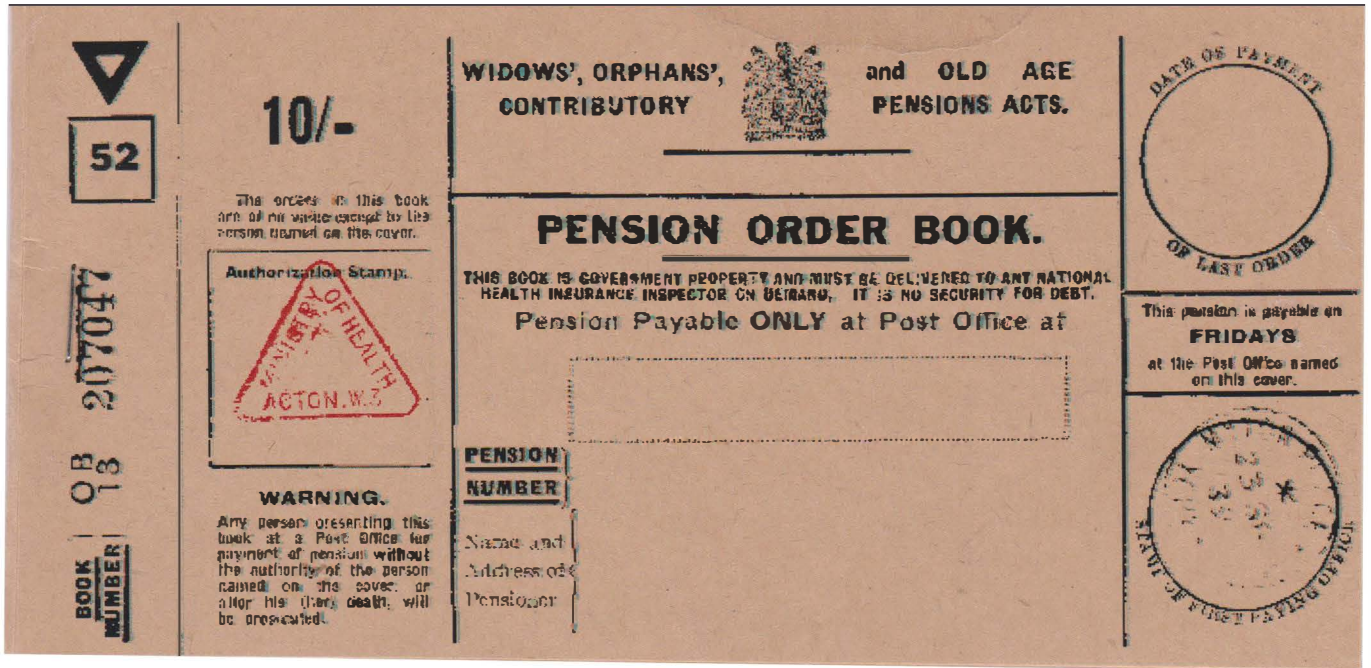 52
BOOK NUMBER OB 13 207047
10/-
The orders in this book
are of no value except to the
person named on the cover.
Authorization Stamp.
MINISTRY OF HEALTH
ACTON.W.3
WARNING.
Any person presenting this
book at a Post Office for
payment of pension without
the authority of the person
named on the cover, or
after his (her) death, will
be prosecuted.
WIDOWS', ORPHANS', and OLD AGE
CONTRIBUTORY PENSIONS ACTS.
PENSION ORDER BOOK.
THIS BOOK IS GOVERNMENT PROPERTY AND MUST BE DELIVERED TO ANY NATIONAL
HEALTH INSURANCE INSPECTOR ON DEMAND. IT IS NO SECURITY FOR DEBT.
Pension Payable ONLY at Post Office at
PENSION
NUMBER
Name and
Address of
Pensioner
DATE OF PAYMENT
OF LAST ORDER
This pension is payable on
FRIDAYS
at the Post Office named
on this cover.
23
39
STAMP OF FIRST PAYING OFFICE